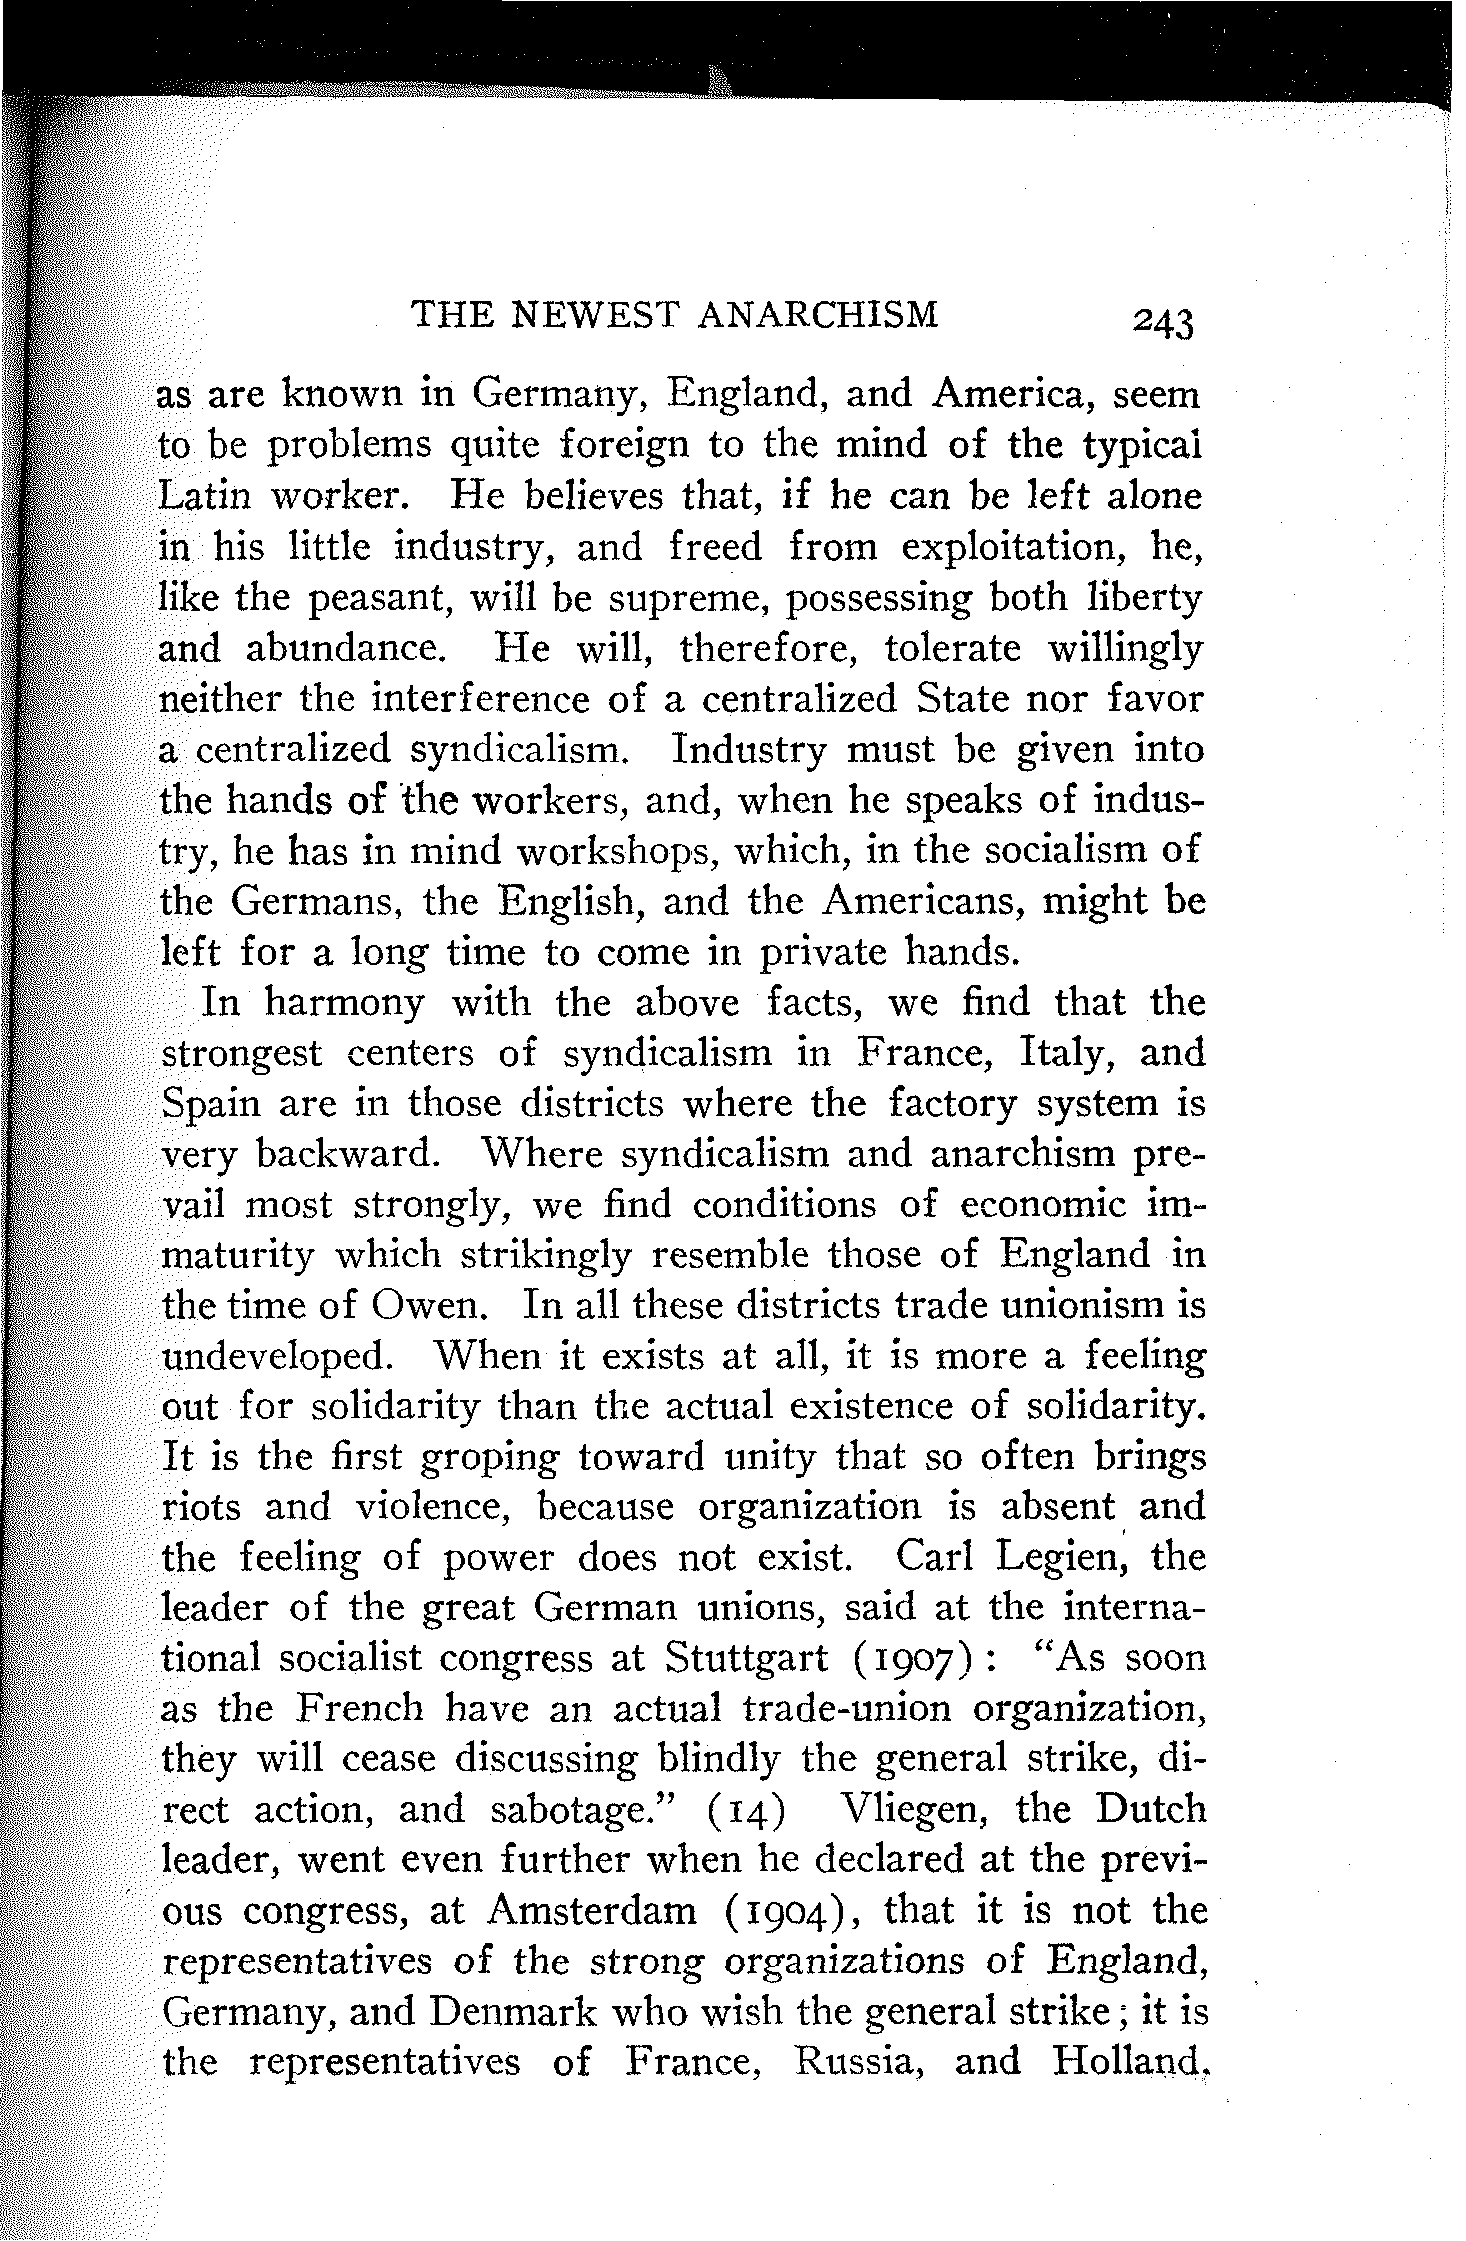 THE NEWEST ANARCHISM 243
as are known in Germany, England, and America, seem
to be problems quite foreign to the mind of the typical
Latin worker. He believes that, if he can be left alone
in his little industry, and freed from exploitation, he,
like the peasant, will be supreme, possessing both liberty
and abundance. He will, therefore, tolerate willingly
neither the interference of a centralized State nor favor
a centralized syndicalism. Industry must be given into
the hands of the workers, and, when he speaks of indus-
try, he has in mind workshops, which, in the socialism of
the Germans, the English, and the Americans, might be
left for a long time to come in private hands.
In harmony with the above facts, we find that the
strongest centers of syndicalism in France, Italy, and
Spain are in those districts where the factory system is
very backward. Where syndicalism and anarchism pre-
vail most strongly, we find conditions of economic im-
maturity which strikingly resemble those of England in
the time of Owen. In all these districts trade unionism is
undeveloped. When it exists at all, it is more a feeling
out for solidarity than the actual existence of solidarity.
It is the first groping toward unity that so often brings
riots and violence, because organization is absent and
the feeling of power does not exist. Carl Legien, the
leader of the great German unions, said at the interna-
tional socialist congress at Stuttgart (1907): "As soon
as the French have an actual trade-union organization,
they will cease discussing blindly the general strike, di-
rect action, and sabotage." (14) Vliegen, the Dutch
leader, went even further when he declared at the previ-
ous congress, at Amsterdam (1904), that it is not the
representatives of the strong organizations of England,
Germany, and Denmark who wish the general strike; it is
the representatives of France, Russia, and Holland,